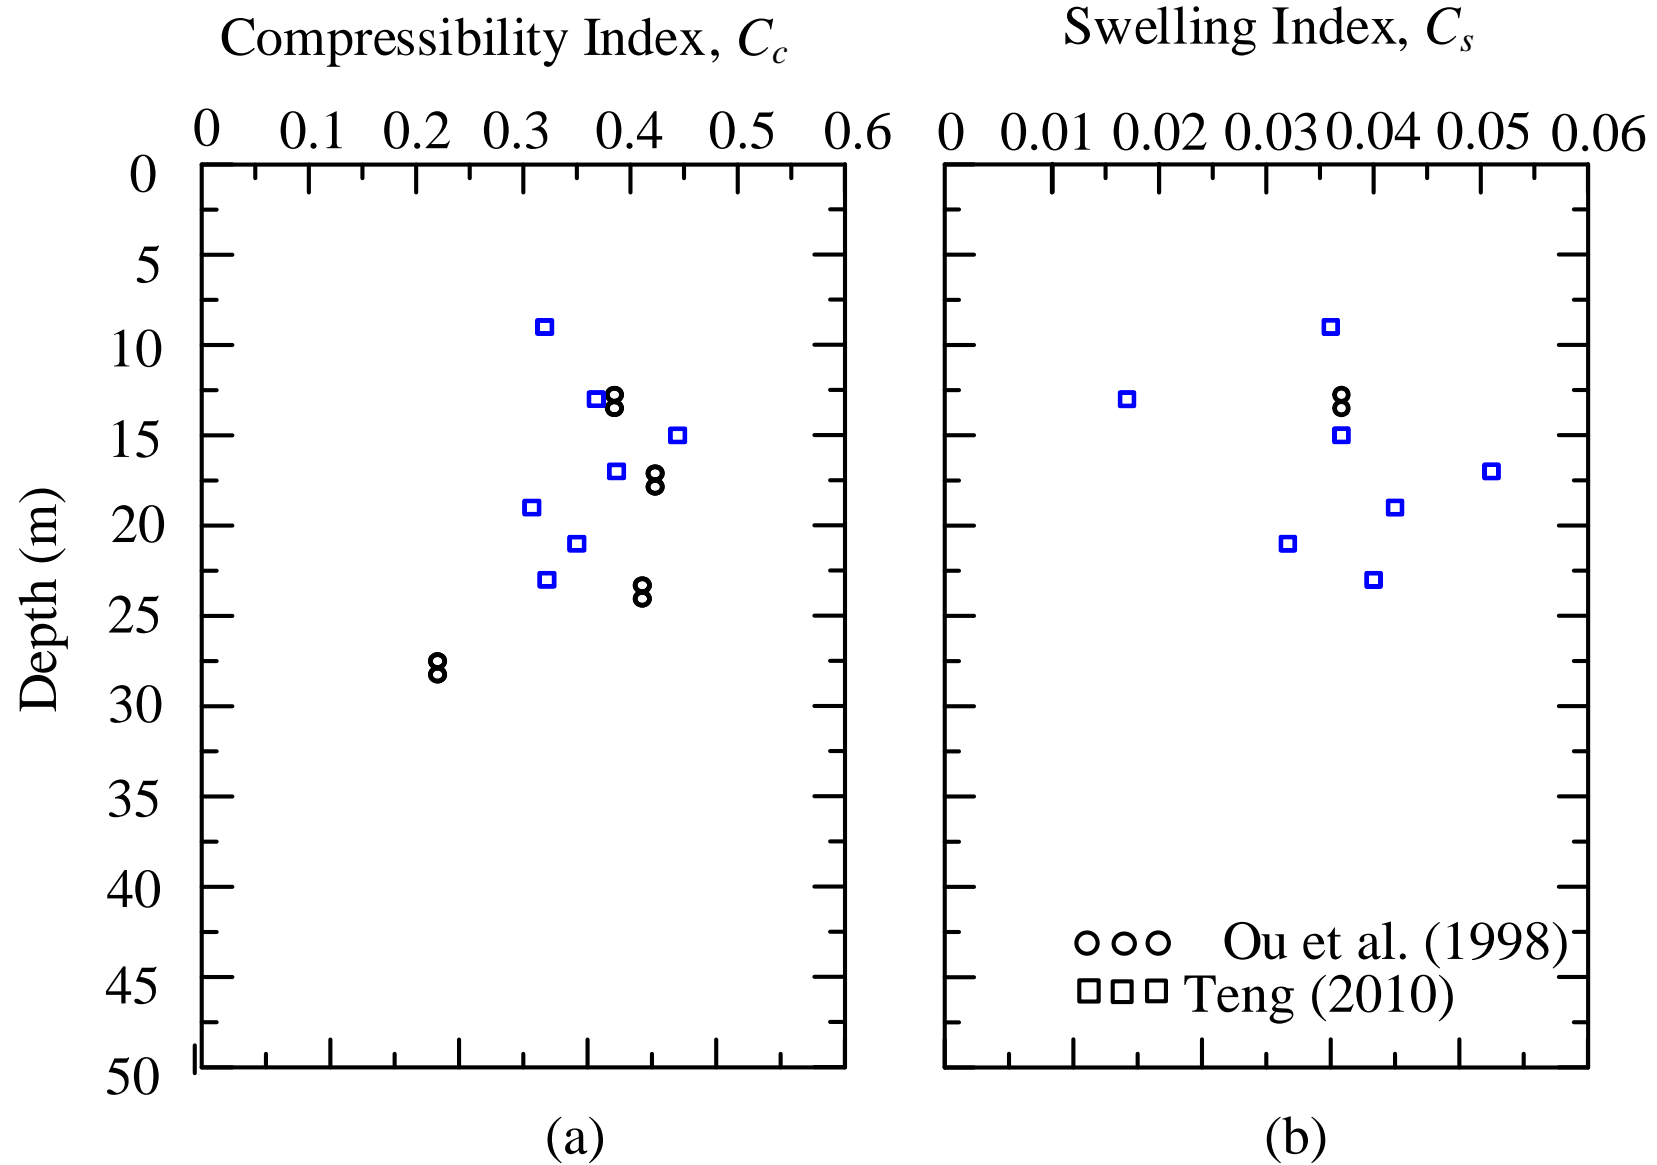 Compressibility Index, Cc
Swelling Index, Cs
0 0.1 0.2 0.3 0.4 0.5 0.6
0 0.01 0.02 0.03 0.04 0.05 0.06
0
5
10
15
20
25
30
35
40
45
50
Depth (m)
Ou et al. (1998)
Teng (2010)
(a)
(b)